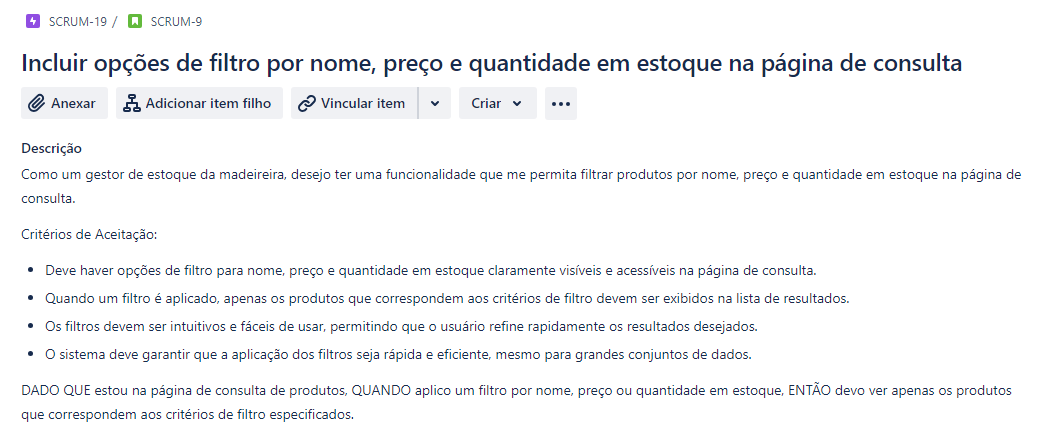 SCRUM-19 / SCRUM-9
Incluir opções de filtro por nome, preço e quantidade em estoque na página de consulta
Anexar Adicionar item filho Vincular item Criar
Descrição
Como um gestor de estoque da madeireira, desejo ter uma funcionalidade que me permita filtrar produtos por nome, preço e quantidade em estoque na página de
consulta.
Critérios de Aceitação:
• Deve haver opções de filtro para nome, preço e quantidade em estoque claramente visíveis e acessíveis na página de consulta.
• Quando um filtro é aplicado, apenas os produtos que correspondem aos critérios de filtro devem ser exibidos na lista de resultados.
• Os filtros devem ser intuitivos e fáceis de usar, permitindo que o usuário refine rapidamente os resultados desejados.
• O sistema deve garantir que a aplicação dos filtros seja rápida e eficiente, mesmo para grandes conjuntos de dados.
DADO QUE estou na página de consulta de produtos, QUANDO aplico um filtro por nome, preço ou quantidade em estoque, ENTÃO devo ver apenas os produtos
que correspondem aos critérios de filtro especificados.